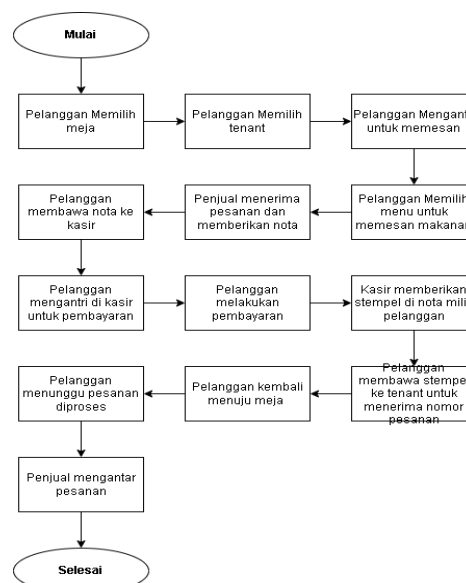 Mulai
Pelanggan Memilih
meja
Pelanggan Memilih
tenant
Pelanggan Mengantri
untuk memesan
Pelanggan Memilih
menu untuk
memesan makanan
Penjual menerima
pesanan dan
memberikan nota
Pelanggan
membawa nota ke
kasir
Pelanggan
mengantri di kasir
untuk pembayaran
Pelanggan
melakukan
pembayaran
Kasir memberikan
stempel di nota milik
pelanggan
Pelanggan
membawa stempel
ke tenant untuk
menerima nomor
pesanan
Pelanggan kembali
menuju meja
Pelanggan
menunggu pesanan
diproses
Penjual mengantar
pesanan
Selesai